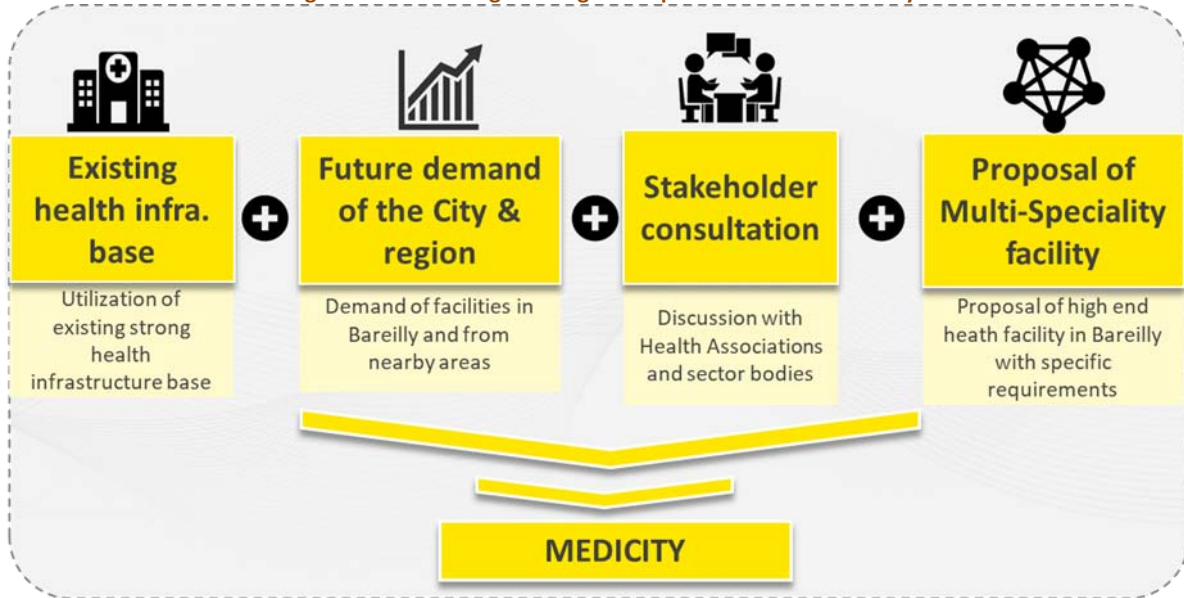 Existing
health infra.
base
Future demand
of the City &
region
Stakeholder
consultation
Proposal of
Multi-Speciality
facility
Utilization of
existing strong
health
infrastructure base
Demand of facilities in
Bareilly and from
nearby areas
Discussion with
Health Associations
and sector bodies
Proposal of high end
heath facility in Bareilly
with specific
requirements
MEDICITY